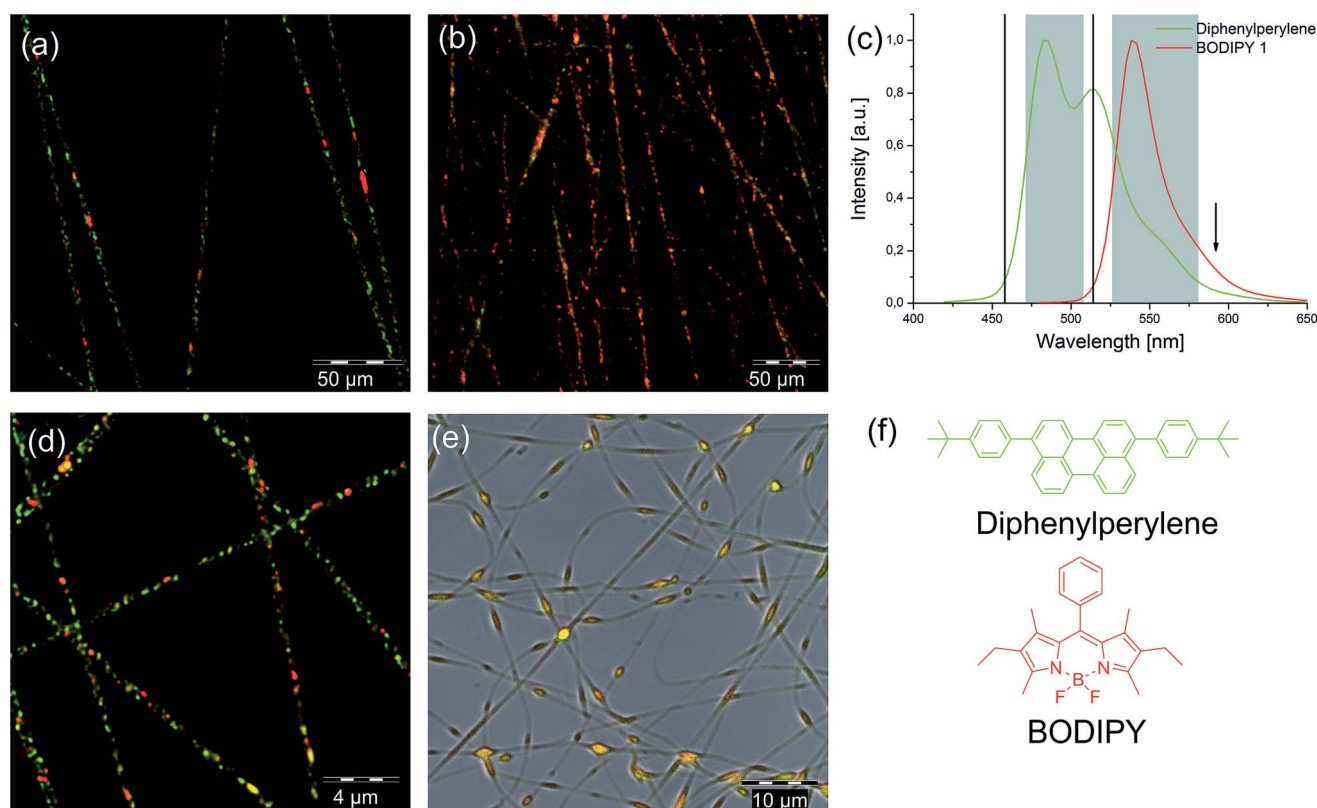 (a)
50 µm
(b)
50 µm
(c)
Diphenylperylene
BODIPY 1
Intensity [a.u.]
1,0
0,8
0,6
0,4
0,2
0,0
400 450 500 550 600 650
Wavelength [nm]
(d)
4 µm
(e)
10 µm
(f)
Diphenylperylene
N N
B
F F
BODIPY